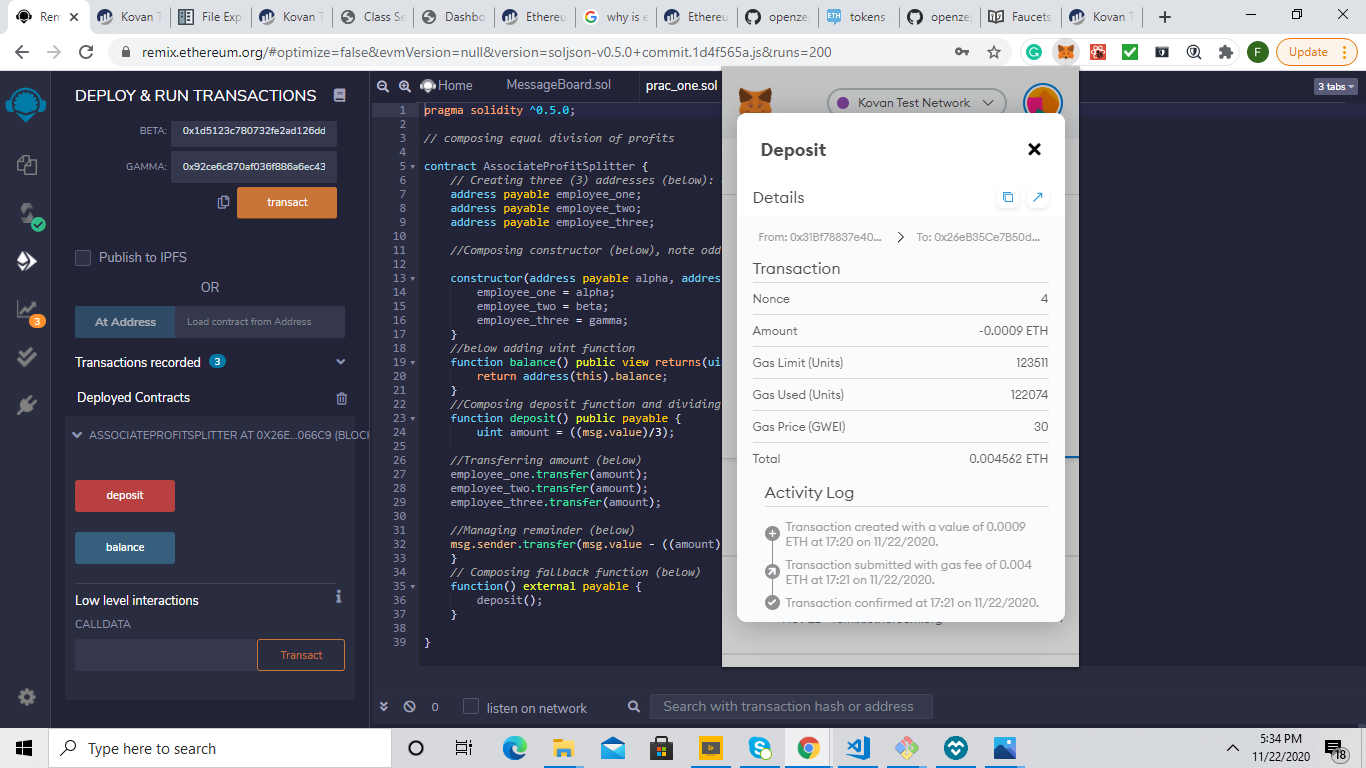 Rem
Kovan T
File Expl
Kovan T
Class Se
Dashbo
Ethereu
why is e
Ethereu
openze
tokens
openze
Faucets
Kovan T
remix.ethereum.org/#optimize=false&evmVersion=null&version=soljson-v0.5.0+commit.1d4f565a.js&runs=200
F
Update
DEPLOY & RUN TRANSACTIONS
BETA: 0x1d5123c780732fe2ad126dd
GAMMA: 0x92ce6c870af036f886a6ec43
transact
Publish to IPFS
OR
At Address Load contract from Address
3
Transactions recorded 3
Deployed Contracts
ASSOCIATEPROFITSPLITTER AT 0X26E...066C9 (BLOCK
deposit
balance
Low level interactions
CALLDATA
Transact
Home
MessageBoard.sol
prac_one.sol
3 tabs
1 pragma solidity ^0.5.0;
2
3 // composing equal division of profits
4
5 contract AssociateProfitSplitter {
6 // Creating three (3) addresses (below):
7 address payable employee_one;
8 address payable employee_two;
9 address payable employee_three;
10
11 //Composing constructor (below), note odd
12
13 constructor(address payable alpha, addres
14 employee_one = alpha;
15 employee_two = beta;
16 employee_three = gamma;
17 }
18 //below adding uint function
19 function balance() public view returns(ui
20 return address(this).balance;
21 }
22 //Composing deposit function and dividing
23 function deposit() public payable {
24 uint amount = ((msg.value)/3);
25
26 //Transferring amount (below)
27 employee_one.transfer(amount);
28 employee_two.transfer(amount);
29 employee_three.transfer(amount);
30
31 //Managing remainder (below)
32 msg.sender.transfer(msg.value - ((amount)
33 }
34 // Composing fallback function (below)
35 function() external payable {
36 deposit();
37 }
38
39 }
0
listen on network
Search with transaction hash or address
Kovan Test Network
Deposit
Details
From: 0x31Bf78837e40... To: 0x26eB35Ce7B50d...
Transaction
Nonce 4
Amount -0.0009 ETH
Gas Limit (Units) 123511
Gas Used (Units) 122074
Gas Price (GWEI) 30
Total 0.004562 ETH
Activity Log
Transaction created with a value of 0.0009
ETH at 17:20 on 11/22/2020.
Transaction submitted with gas fee of 0.004
ETH at 17:21 on 11/22/2020.
Transaction confirmed at 17:21 on 11/22/2020.
Type here to search
5:34 PM
11/22/2020
18